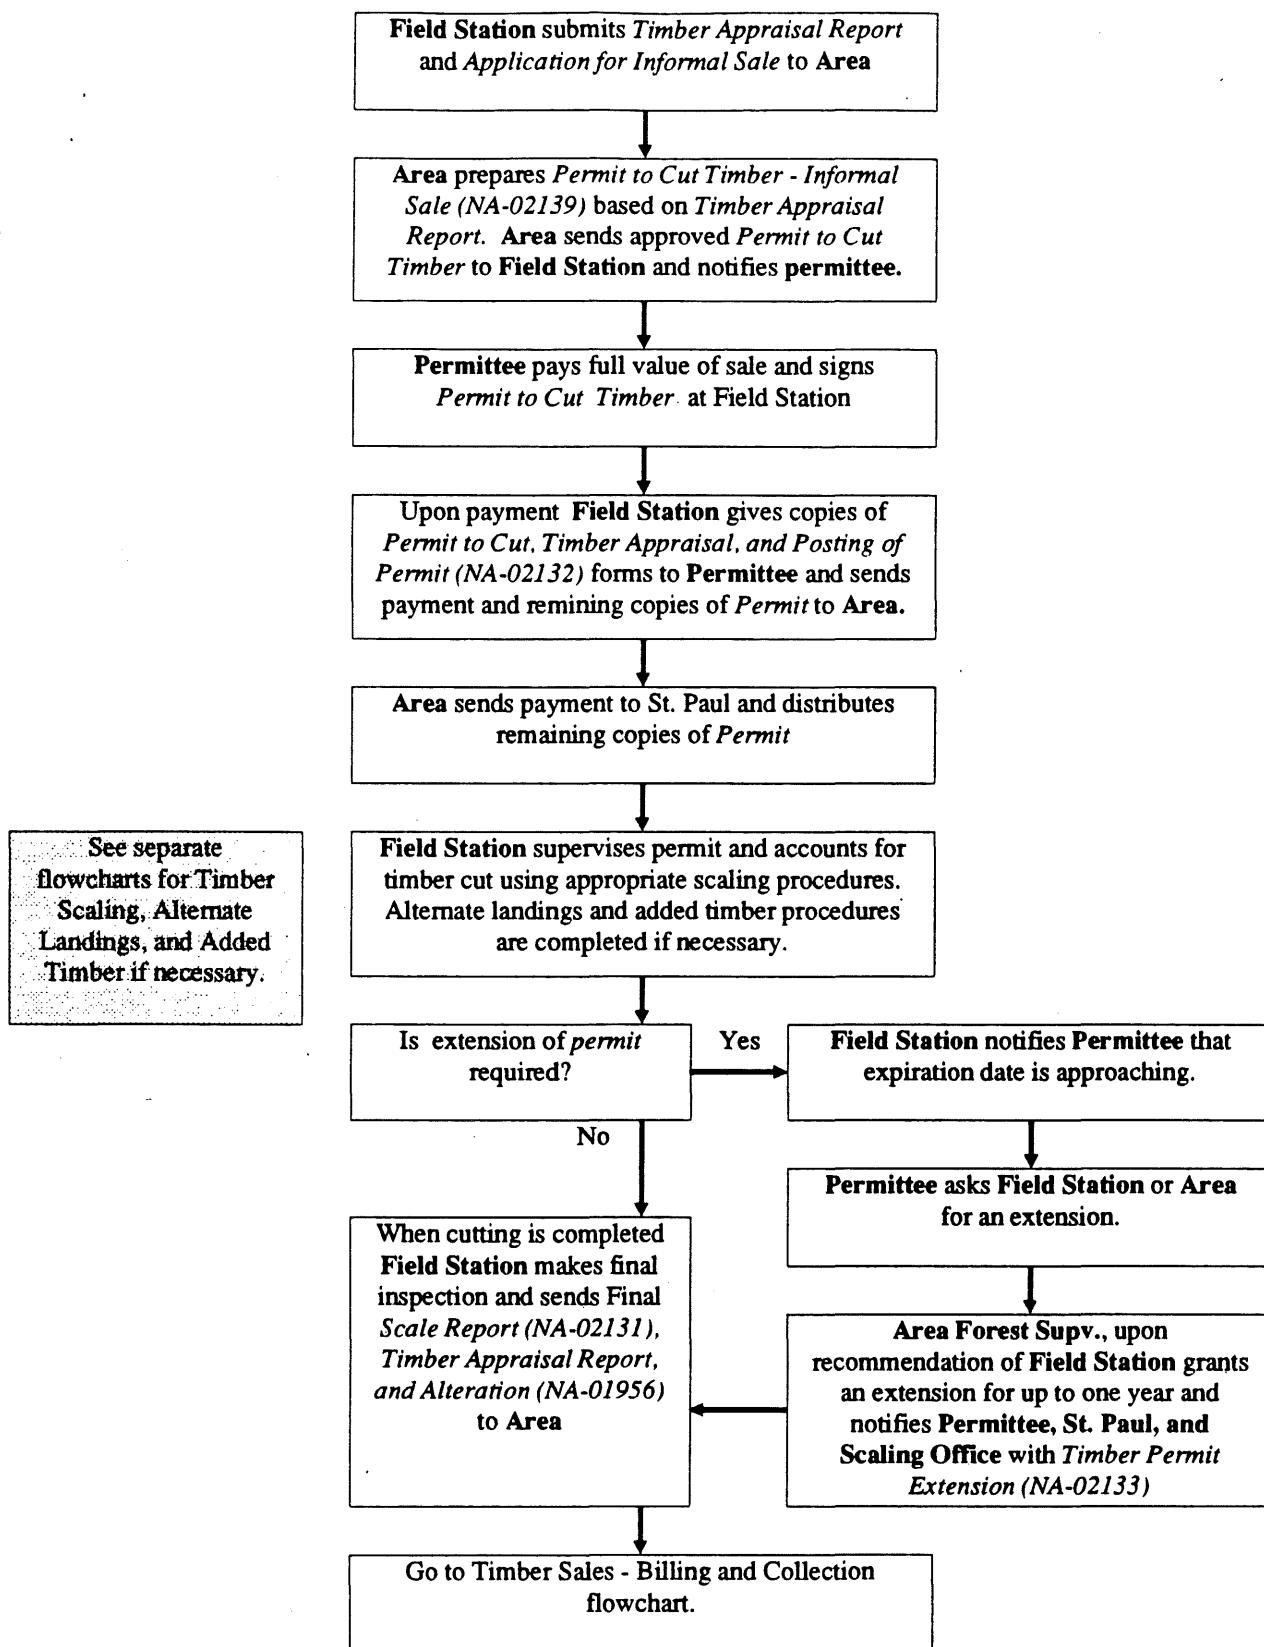 Field Station submits Timber Appraisal Report
and Application for Informal Sale to Area
Area prepares Permit to Cut Timber - Informal
Sale (NA-02139) based on Timber Appraisal
Report. Area sends approved Permit to Cut
Timber to Field Station and notifies permittee.
Permittee pays full value of sale and signs
Permit to Cut Timber at Field Station
Upon payment Field Station gives copies of
Permit to Cut, Timber Appraisal, and Posting of
Permit (NA-02132) forms to Permittee and sends
payment and remining copies of Permit to Area.
Area sends payment to St. Paul and distributes
remaining copies of Permit
See separate
flowcharts for Timber
Scaling, Alternate
Landings, and Added
Timber if necessary.
Field Station supervises permit and accounts for
timber cut using appropriate scaling procedures.
Alternate landings and added timber procedures
are completed if necessary.
Is extension of permit
required?
Yes
Field Station notifies Permittee that
expiration date is approaching.
No
Permittee asks Field Station or Area
for an extension.
When cutting is completed
Field Station makes final
inspection and sends Final
Scale Report (NA-02131),
Timber Appraisal Report,
and Alteration (NA-01956)
to Area
Area Forest Supv., upon
recommendation of Field Station grants
an extension for up to one year and
notifies Permittee, St. Paul, and
Scaling Office with Timber Permit
Extension (NA-02133)
Go to Timber Sales - Billing and Collection
flowchart.